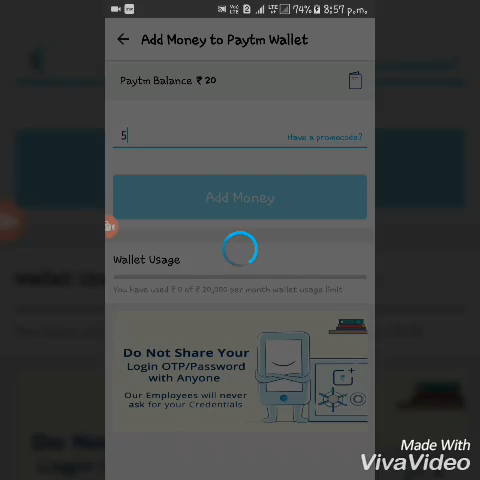 74% 8:57 p.m.
Add Money to Paytm Wallet
Paytm Balance ₹ 20
5
Have a promocode?
Add Money
Wallet Usage
You have used ₹ 0 of ₹ 20,000 per month wallet usage limit
Do Not Share Your
Login OTP/Password
with Anyone
Our Employees will never
ask for your Credentials
Made With
VivaVideo